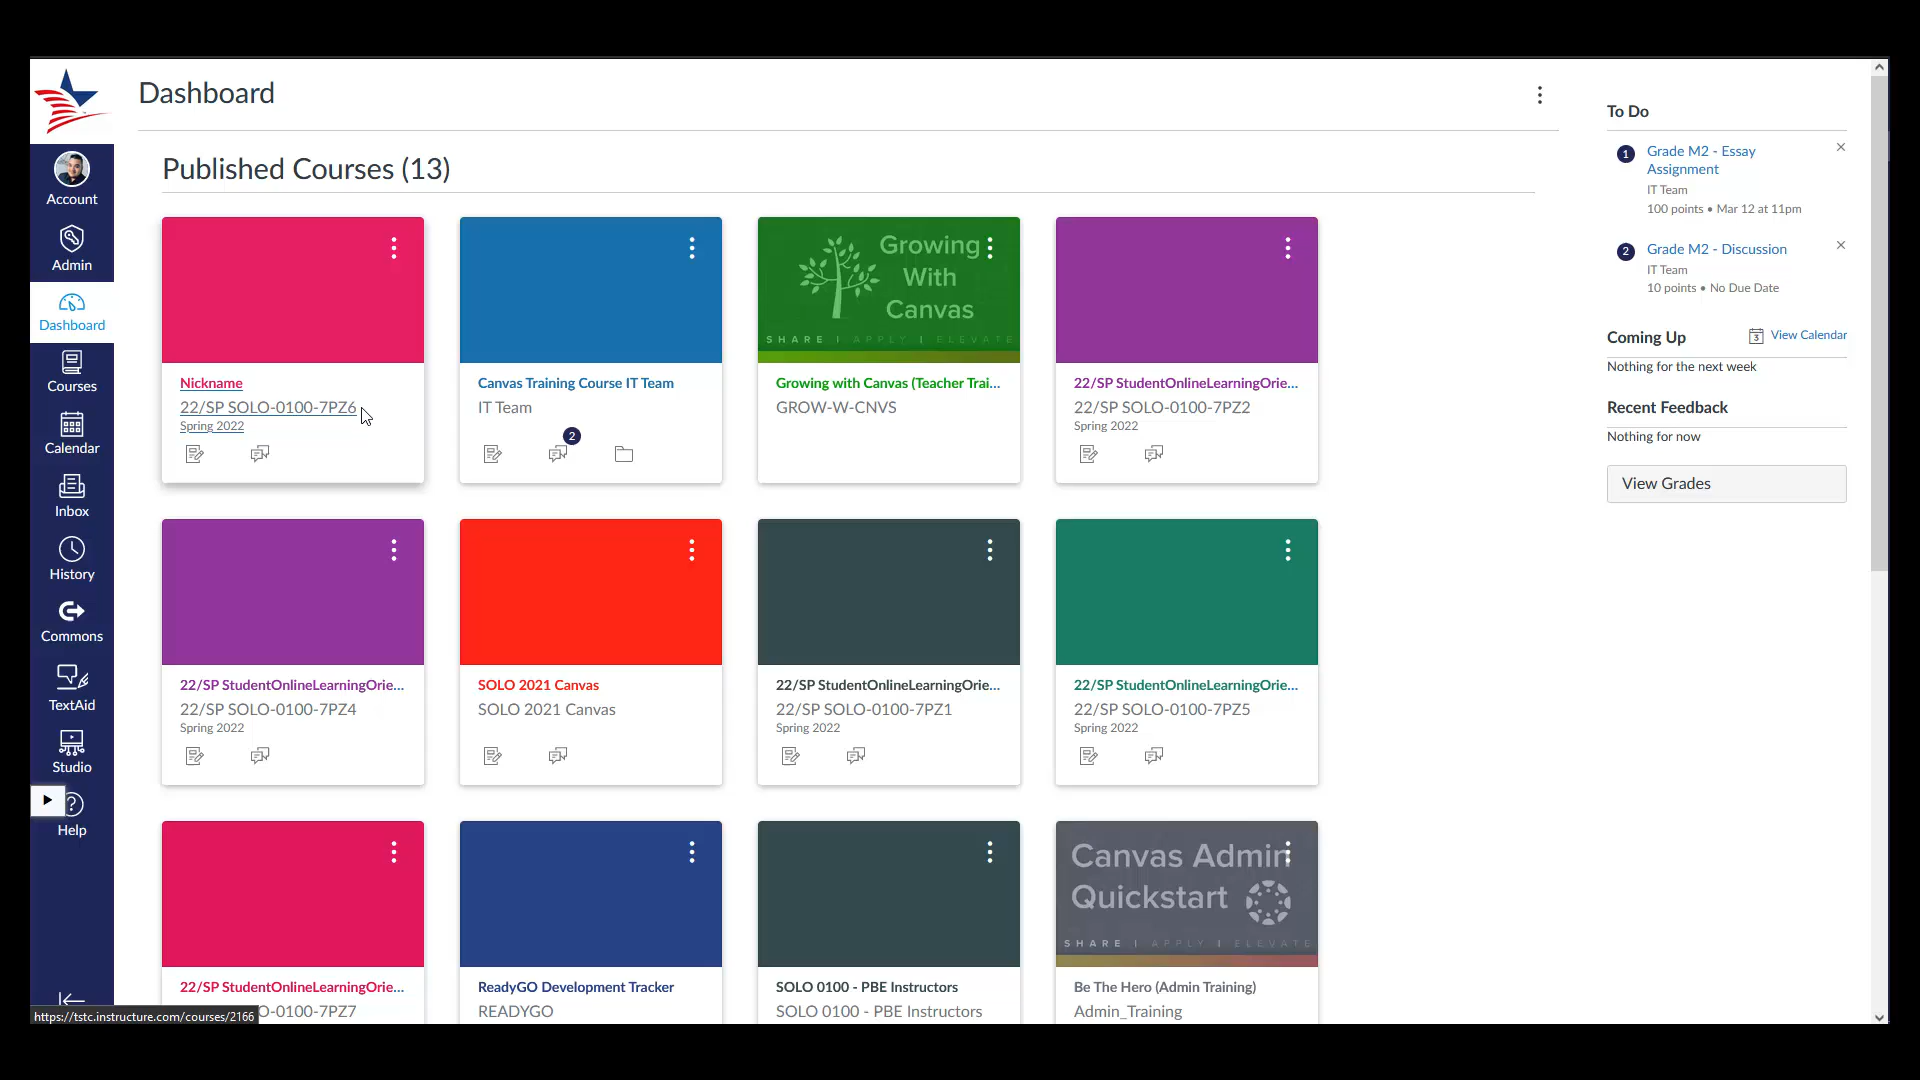 Dashboard
Account
Admin
Dashboard
Courses
Calendar
Inbox
History
Commons
TextAid
Studio
Help
https://tstc.instructure.com/courses/2166
Published Courses (13)
Nickname
22/SP SOLO-0100-7PZ6
Spring 2022
Canvas Training Course IT Team
IT Team
2
Growing
With
Canvas
SHARE | APPLY | ELEVATE
Growing with Canvas (Teacher Trai...
GROW-W-CNVS
22/SP StudentOnlineLearningOrie...
22/SP SOLO-0100-7PZ2
Spring 2022
22/SP StudentOnlineLearningOrie...
22/SP SOLO-0100-7PZ4
Spring 2022
SOLO 2021 Canvas
SOLO 2021 Canvas
22/SP StudentOnlineLearningOrie...
22/SP SOLO-0100-7PZ1
Spring 2022
22/SP StudentOnlineLearningOrie...
22/SP SOLO-0100-7PZ5
Spring 2022
22/SP StudentOnlineLearningOrie...
O-0100-7PZ7
ReadyGO Development Tracker
READYGO
SOLO 0100 - PBE Instructors
SOLO 0100 - PBE Instructors
Canvas Admin
Quickstart
SHARE | APPLY | ELEVATE
Be The Hero (Admin Training)
Admin_Training
To Do
1
Grade M2 - Essay
Assignment
IT Team
100 points • Mar 12 at 11pm
2
Grade M2 - Discussion
IT Team
10 points • No Due Date
Coming Up
3
View Calendar
Nothing for the next week
Recent Feedback
Nothing for now
View Grades